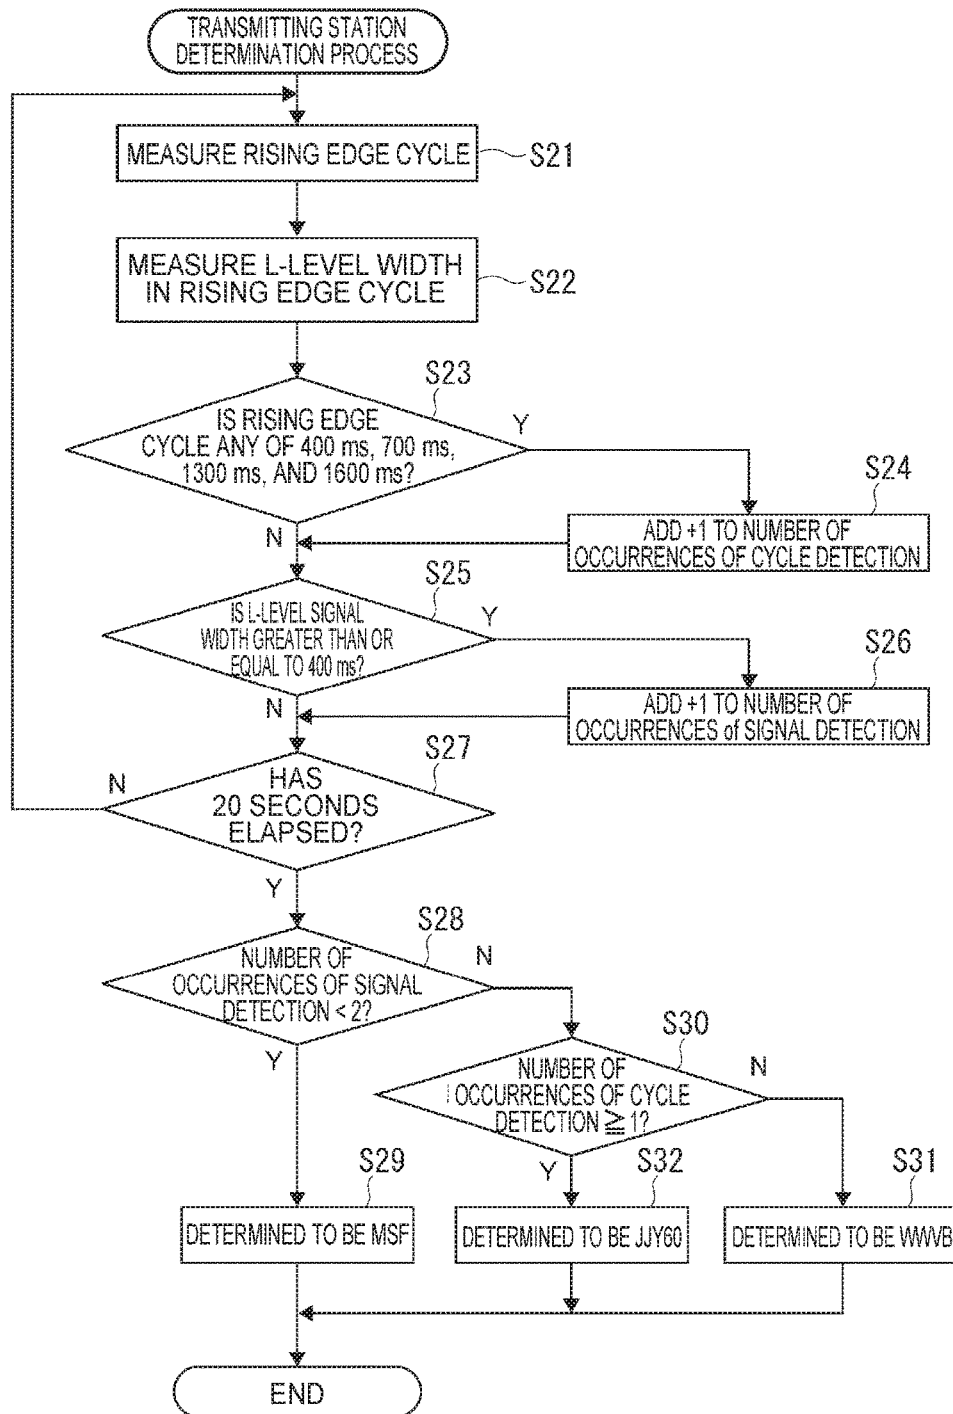 TRANSMITTING STATION
DETERMINATION PROCESS
MEASURE RISING EDGE CYCLE
S21
MEASURE L-LEVEL WIDTH
IN RISING EDGE CYCLE
S22
S23
IS RISING EDGE
CYCLE ANY OF 400 ms, 700 ms,
1300 ms, AND 1600 ms?
Y
N
S24
ADD +1 TO NUMBER OF
OCCURRENCES OF CYCLE DETECTION
S25
IS L-LEVEL SIGNAL
WIDTH GREATER THAN OR
EQUAL TO 400 ms?
Y
N
S26
ADD +1 TO NUMBER OF
OCCURRENCES of SIGNAL DETECTION
S27
HAS
20 SECONDS
ELAPSED?
N
Y
S28
NUMBER OF
OCCURRENCES OF SIGNAL
DETECTION < 2?
N
Y
S30
NUMBER OF
OCCURRENCES OF CYCLE
DETECTION ≧ 1?
N
Y
S29
DETERMINED TO BE MSF
S32
DETERMINED TO BE JJY60
S31
DETERMINED TO BE WWVB
END